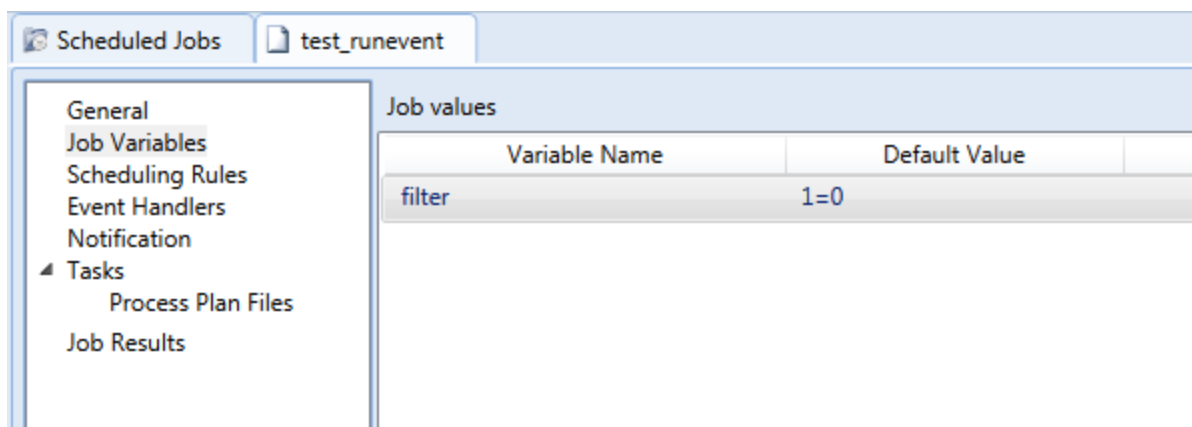 Scheduled Jobs test_runevent
General
Job Variables
Scheduling Rules
Event Handlers
Notification
Tasks
Process Plan Files
Job Results
Job values
Variable Name Default Value
filter 1=0